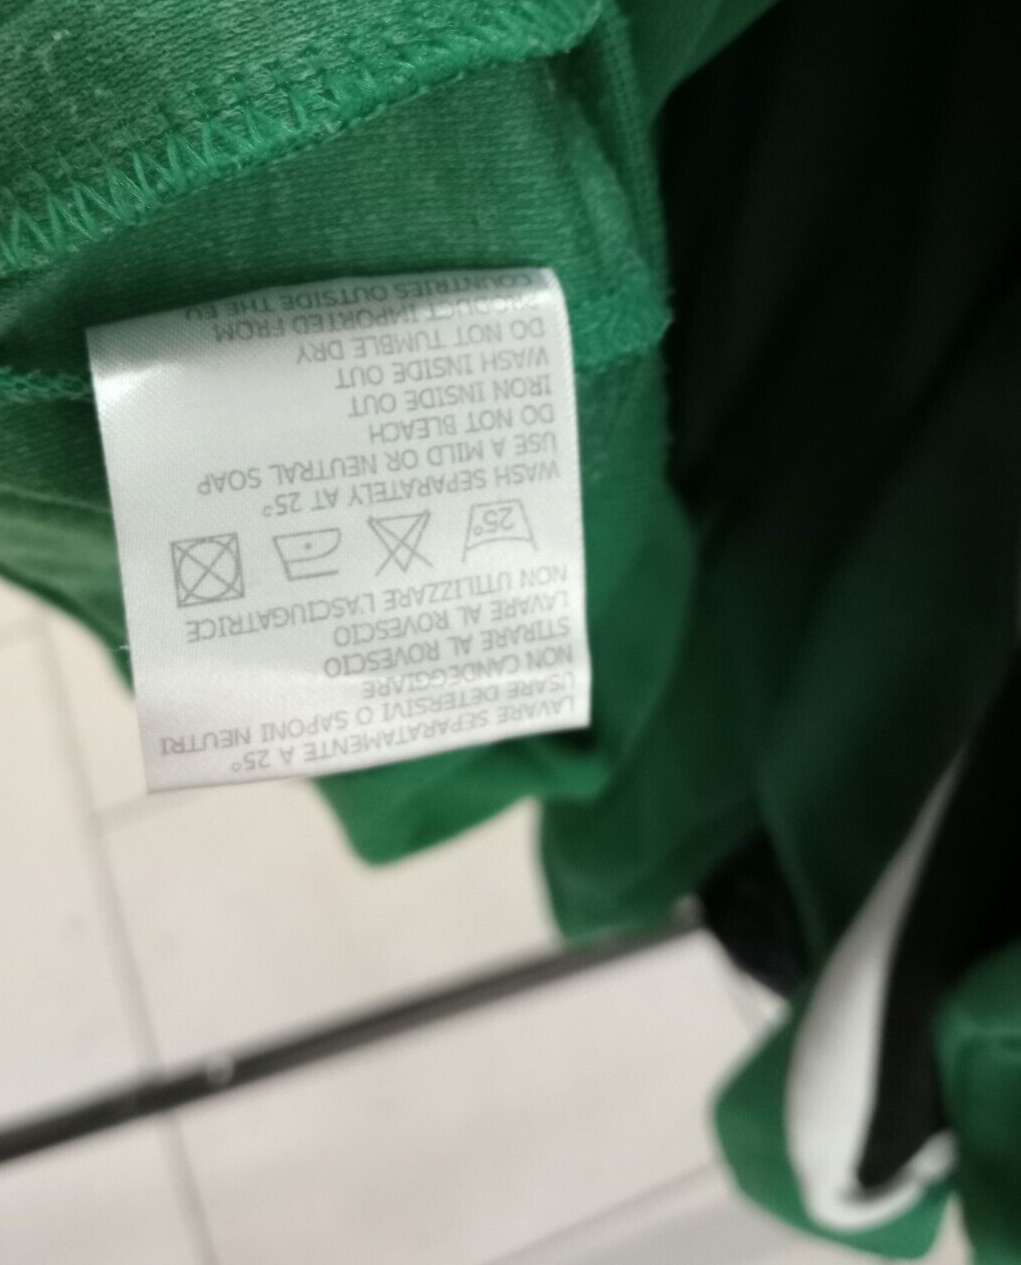 LAVARE SEPARATAMENTE A 25°
USARE DETERSIVI O SAPONI NEUTRI
NON CANDEGGIARE
STIRARE AL ROVESCIO
LAVARE AL ROVESCIO
NON UTILIZZARE L'ASCIUGATRICE
25°
WASH SEPARATELY AT 25°
USE A MILD OR NEUTRAL SOAP
DO NOT BLEACH
IRON INSIDE OUT
WASH INSIDE OUT
DO NOT TUMBLE DRY
PRODUCT IMPORTED FROM
COUNTRIES OUTSIDE THE EU